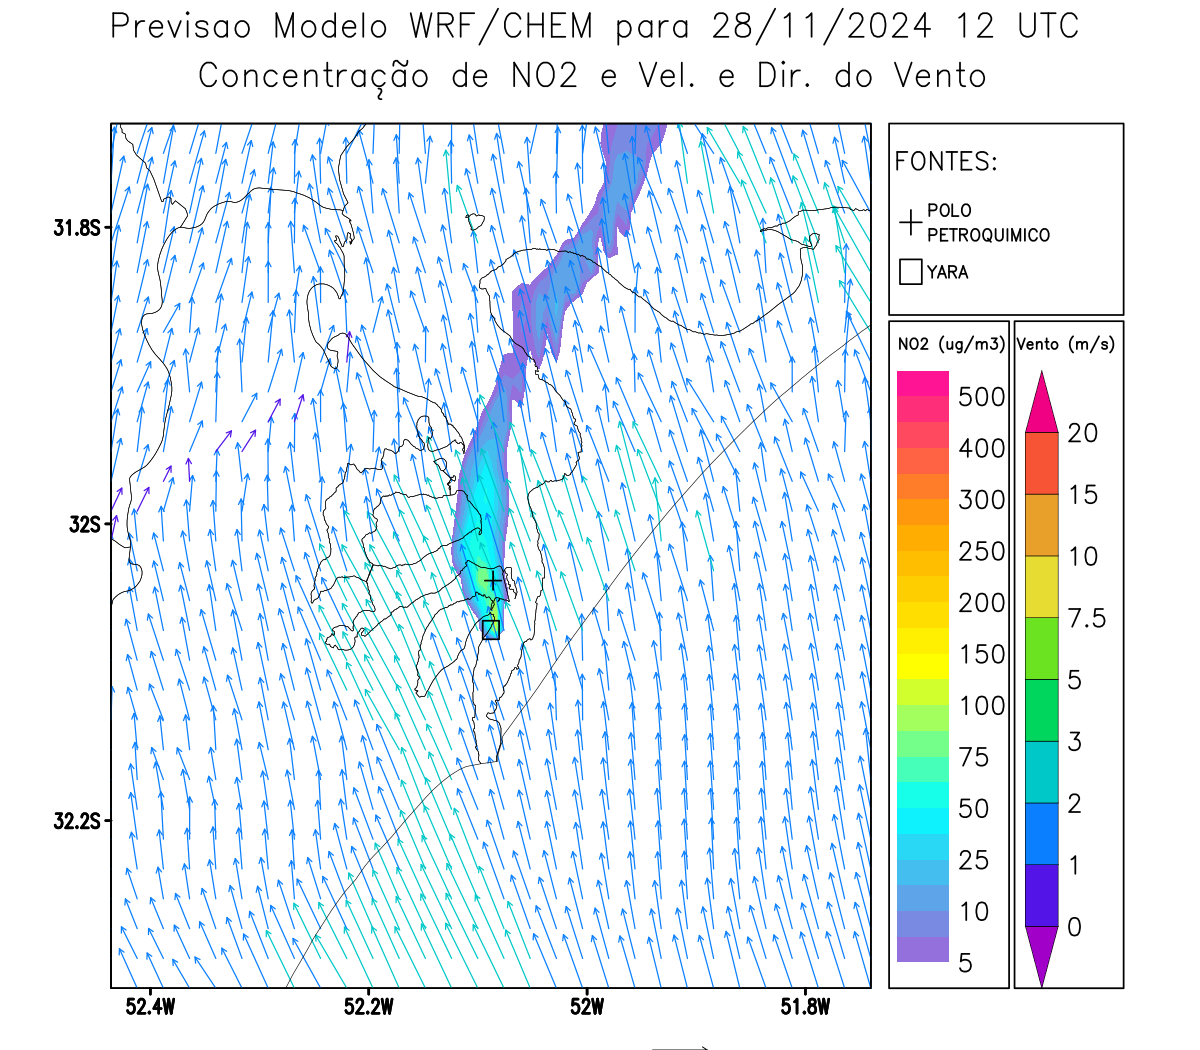 Previsao Modelo WRF/CHEM para 28/11/2024 12 UTC
Concentração de NO2 e Vel. e Dir. do Vento
FONTES:
POLO
PETROQUIMICO
YARA
NO2 (ug/m3)
500
400
300
250
200
150
100
75
50
25
10
5
Vento (m/s)
20
15
10
7.5
5
3
2
1
0
31.8S
32S
32.2S
52.4W
52.2W
52W
51.8W